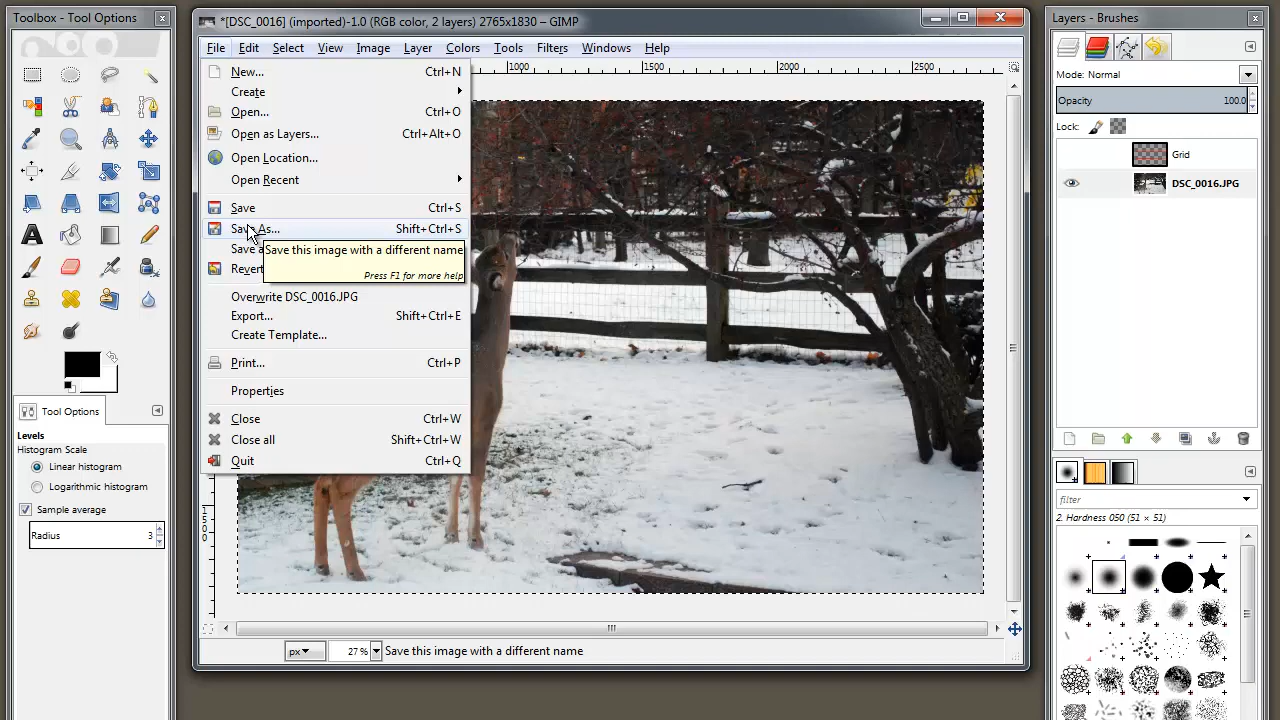 Toolbox - Tool Options
*[DSC_0016] (imported)-1.0 (RGB color, 2 layers) 2765x1830 – GIMP
Layers - Brushes
File Edit Select View Image Layer Colors Tools Filters Windows Help
1000 1500 2000 2500
New... Ctrl+N
Create
Open... Ctrl+O
Open as Layers... Ctrl+Alt+O
Open Location...
Open Recent
Save Ctrl+S
Save As... Shift+Ctrl+S
Save a
Save this image with a different name
Press F1 for more help
Revert
Overwrite DSC_0016.JPG
Export... Shift+Ctrl+E
Create Template...
Print... Ctrl+P
Properties
Close Ctrl+W
Close all Shift+Ctrl+W
Quit Ctrl+Q
1500
px 27 % Save this image with a different name
Tool Options
Levels
Histogram Scale
Linear histogram
Logarithmic histogram
Sample average
Radius 3
Mode: Normal
Opacity 100.0
Lock:
Grid
DSC_0016.JPG
filter
2. Hardness 050 (51 × 51)